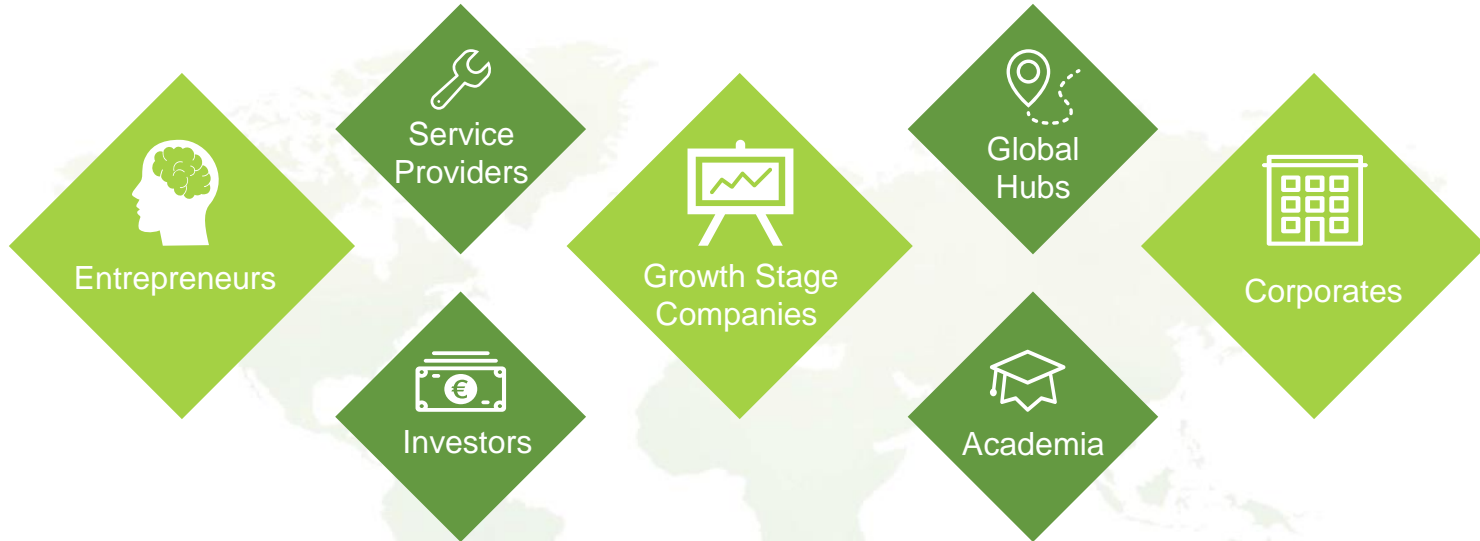 Entrepreneurs
Service
Providers
Investors
€
Growth Stage
Companies
Global
Hubs
Academia
Corporates